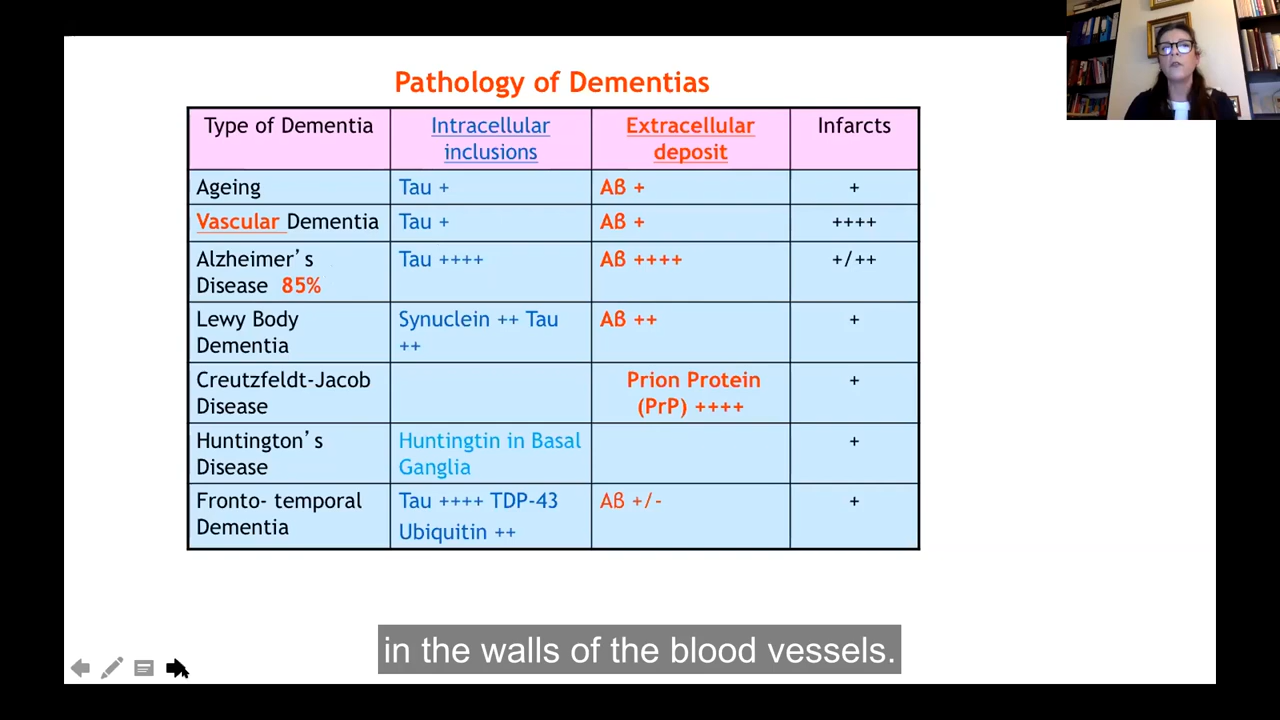 Pathology of Dementias
Type of Dementia
Intracellular
inclusions
Extracellular
deposit
Infarcts
Ageing
Tau +
Aß +
+
Vascular Dementia
Tau +
Aß +
++++
Alzheimer’s
Disease 85%
Tau ++++
Aß ++++
+/++
Lewy Body
Dementia
Synuclein ++ Tau
++
Aß ++
+
Creutzfeldt-Jacob
Disease
Prion Protein
(PrP) ++++
+
Huntington’s
Disease
Huntingtin in Basal
Ganglia
+
Fronto- temporal
Dementia
Tau ++++ TDP-43
Ubiquitin ++
Aß +/-
+
in the walls of the blood vessels.